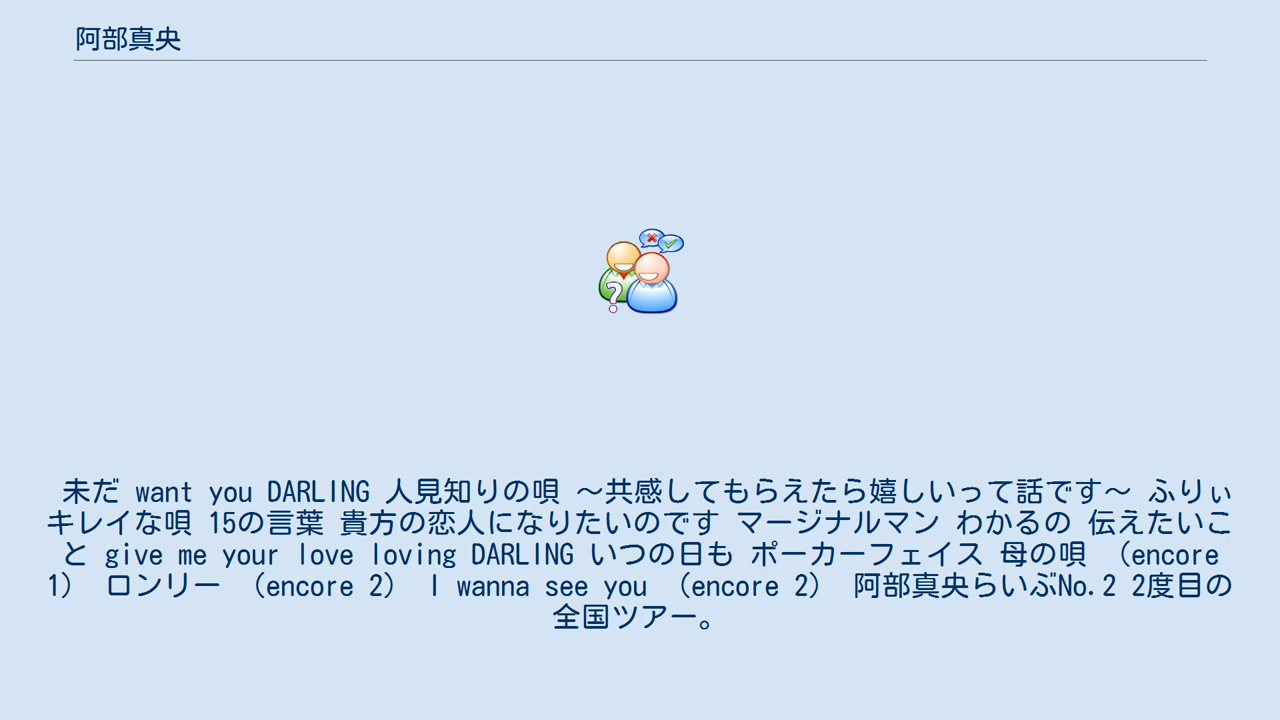 阿部真央
未だ want you DARLING 人見知りの唄 〜共感してもらえたら嬉しいって話です〜 ふりぃ
キレイな唄 15の言葉 貴方の恋人になりたいのです マージナルマン わかるの 伝えたいこ
と give me your love loving DARLING いつの日も ポーカーフェイス 母の唄 （encore
1） ロンリー （encore 2） I wanna see you （encore 2） 阿部真央らいぶNo.2 2度目の
全国ツアー。